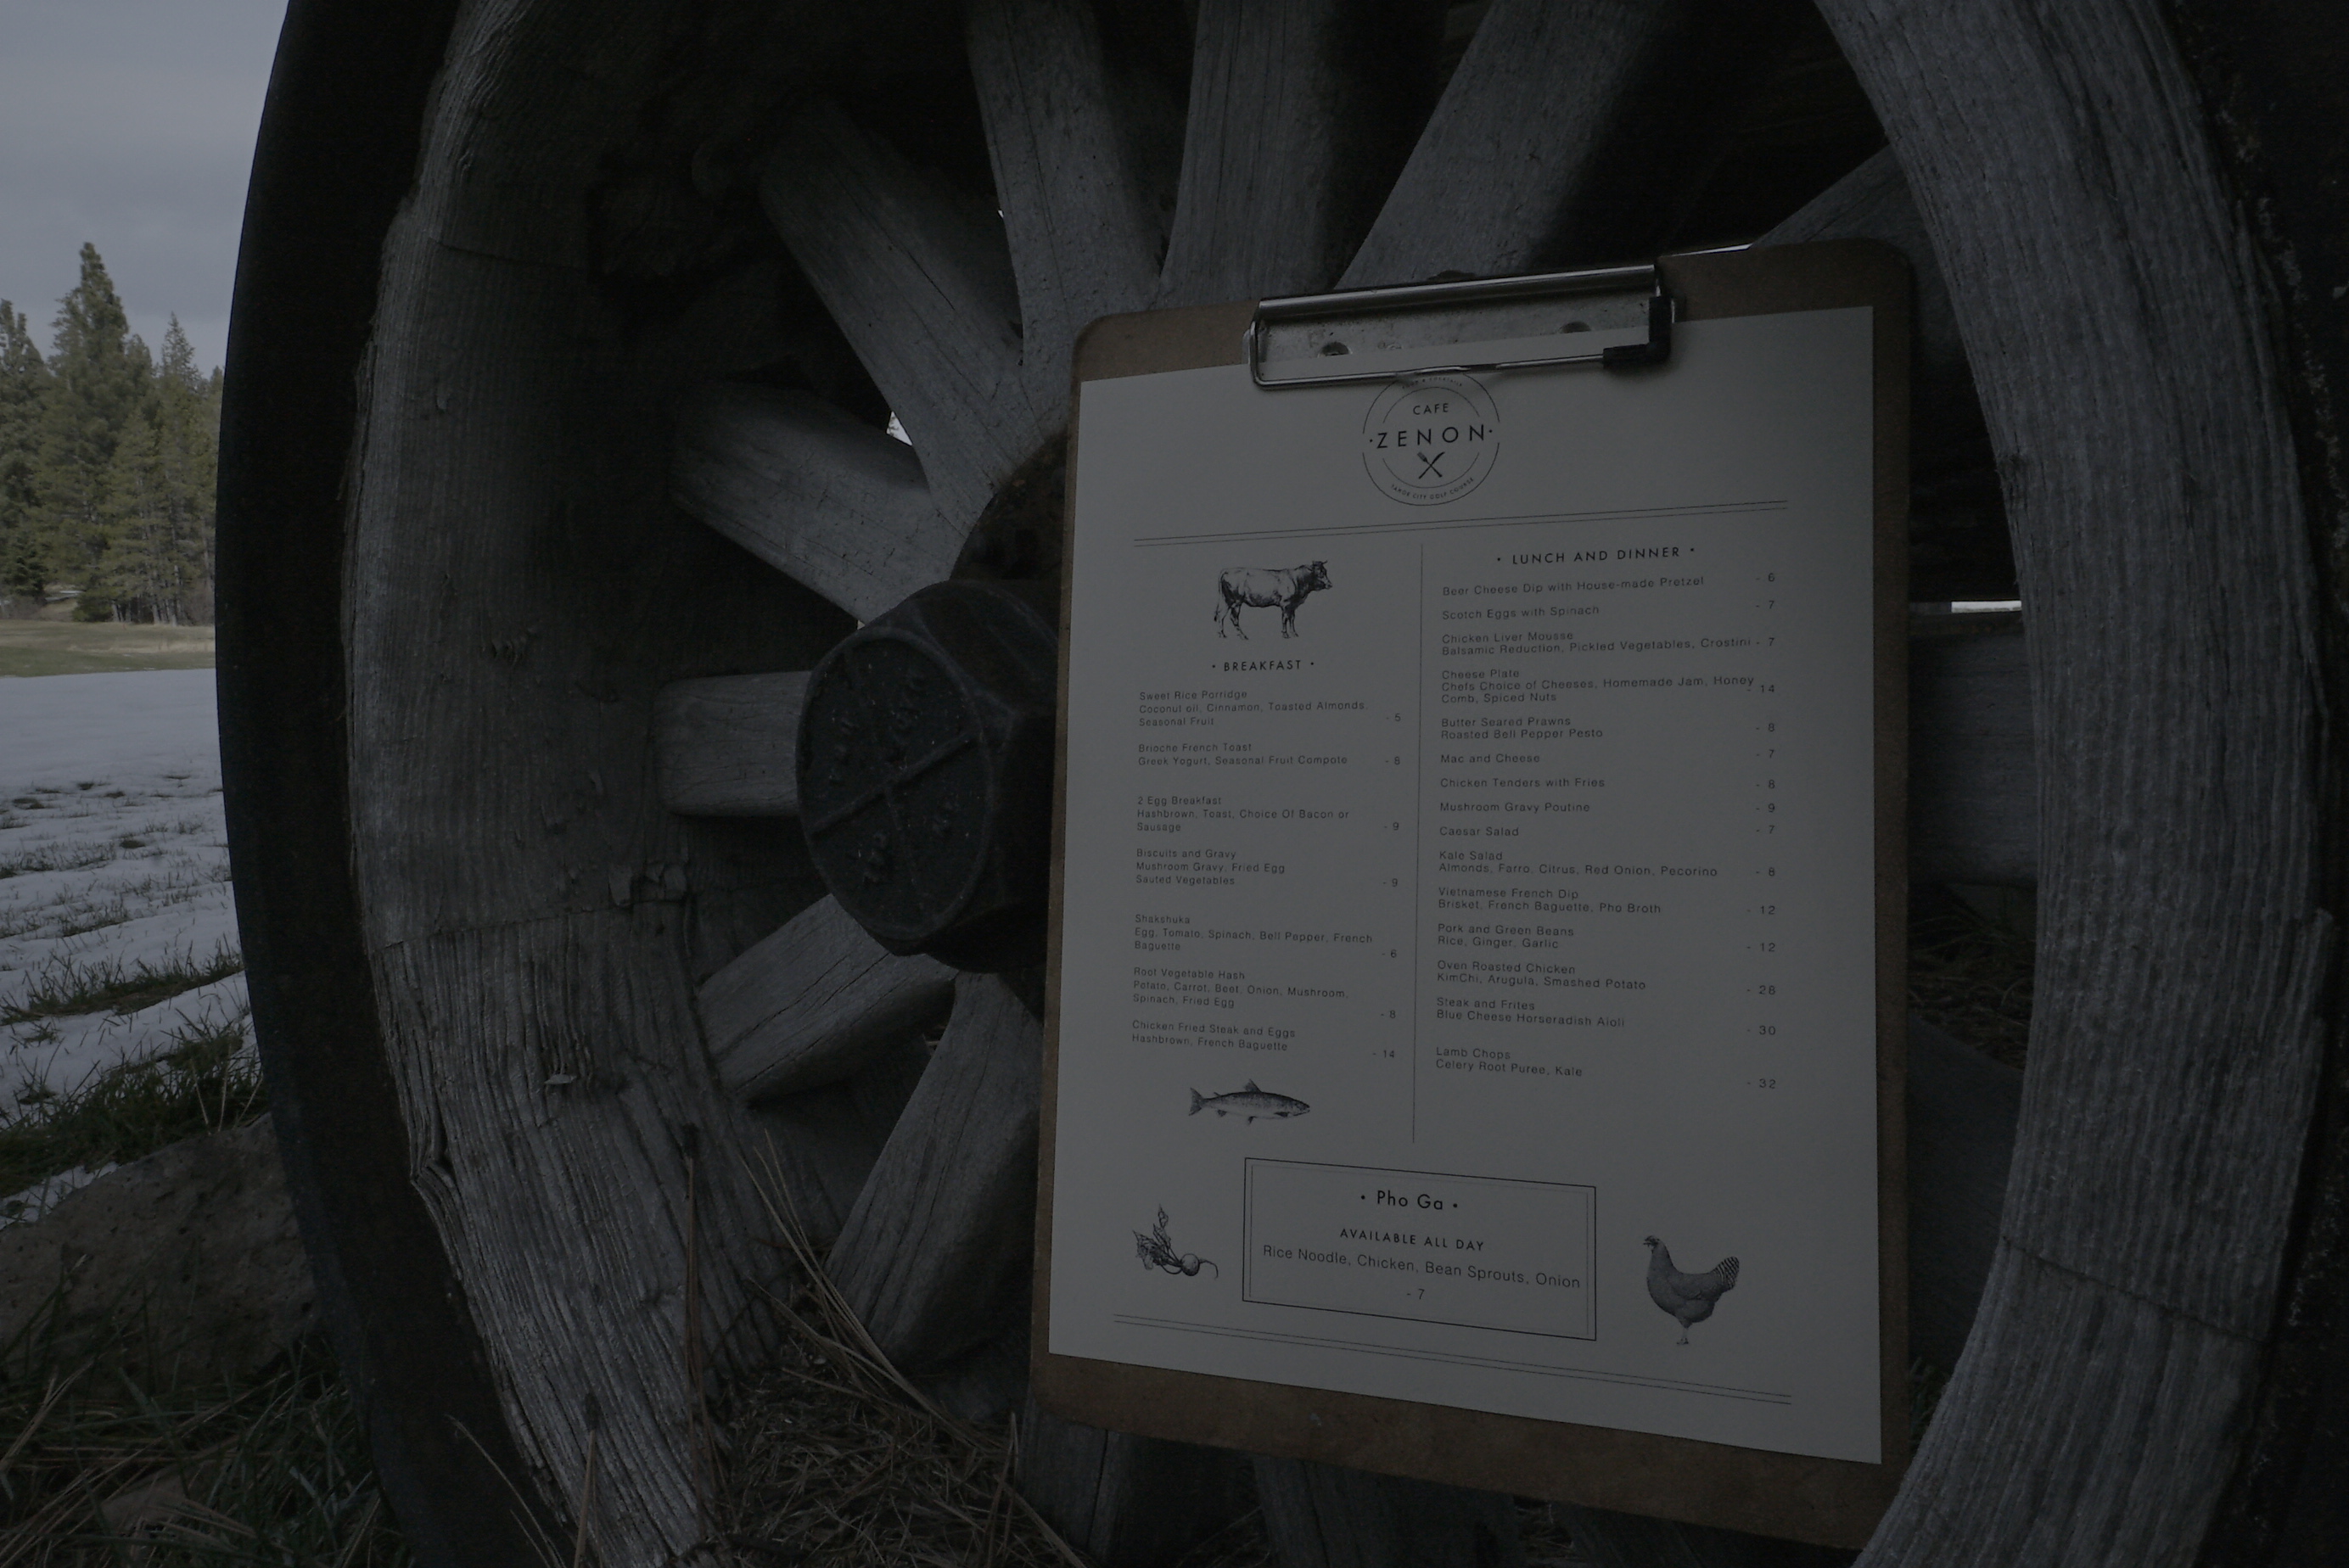 CAFE
·ZENON·
TAHOE CITY GOLF COURSE
· BREAKFAST ·
Sweet Rice Porridge
Coconut oil, Cinnamon, Toasted Almonds,
Seasonal Fruit - 5
Brioche French Toast
Greek Yogurt, Seasonal Fruit Compote - 8
2 Egg Breakfast
Hashbrown, Toast, Choice Of Bacon or
Sausage - 9
Biscuits and Gravy
Mushroom Gravy, Fried Egg
Sauted Vegetables - 9
Shakshuka
Egg, Tomato, Spinach, Bell Pepper, French
Baguette - 6
Root Vegetable Hash
Potato, Carrot, Beet, Onion, Mushroom,
Spinach, Fried Egg - 8
Chicken Fried Steak and Eggs
Hashbrown, French Baguette - 14
· LUNCH AND DINNER ·
Beer Cheese Dip with House-made Pretzel - 6
Scotch Eggs with Spinach - 7
Chicken Liver Mousse
Balsamic Reduction, Pickled Vegetables, Crostini - 7
Cheese Plate
Chefs Choice of Cheeses, Homemade Jam, Honey - 14
Comb, Spiced Nuts
Butter Seared Prawns
Roasted Bell Pepper Pesto - 8
Mac and Cheese - 7
Chicken Tenders with Fries - 8
Mushroom Gravy Poutine - 9
Caesar Salad - 7
Kale Salad
Almonds, Farro, Citrus, Red Onion, Pecorino - 8
Vietnamese French Dip
Brisket, French Baguette, Pho Broth - 12
Pork and Green Beans
Rice, Ginger, Garlic - 12
Oven Roasted Chicken
KimChi, Arugula, Smashed Potato - 28
Steak and Frites
Blue Cheese Horseradish Aioli - 30
Lamb Chops
Celery Root Puree, Kale - 32
· Pho Ga ·
AVAILABLE ALL DAY
Rice Noodle, Chicken, Bean Sprouts, Onion
- 7